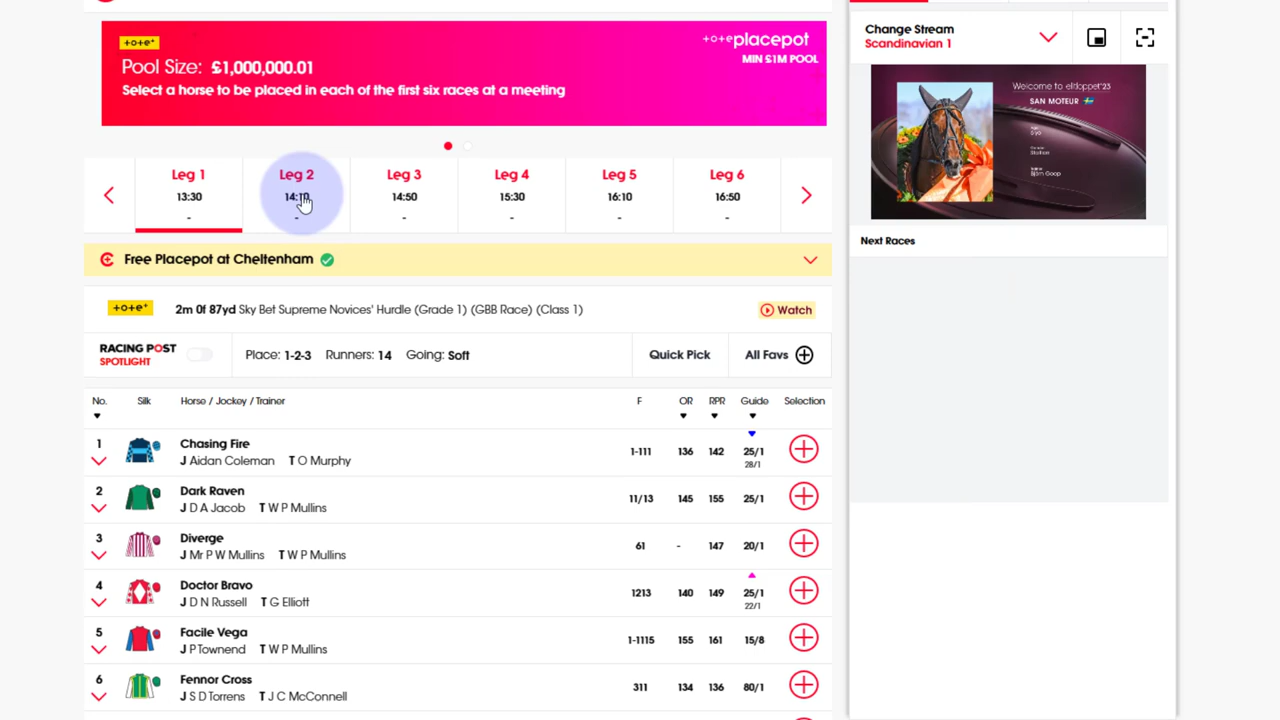 +o+e+
+o+eplacepot
Pool Size: £1,000,000.01
MIN £1M POOL
Select a horse to be placed in each of the first six races at a meeting
Leg 1 Leg 2 Leg 3 Leg 4 Leg 5 Leg 6
13:30 14:10 14:50 15:30 16:10 16:50
- - - - - -
Free Placepot at Cheltenham
+o+e+ 2m 0f 87yd Sky Bet Supreme Novices' Hurdle (Grade 1) (GBB Race) (Class 1) Watch
RACING POST
SPOTLIGHT
Place: 1-2-3 Runners: 14 Going: Soft Quick Pick All Favs
No. Silk Horse / Jockey / Trainer F OR RPR Guide Selection
1 Chasing Fire 1-111 136 142 25/1
J Aidan Coleman T O Murphy 28/1
2 Dark Raven 11/13 145 155 25/1
J D A Jacob T W P Mullins
3 Diverge 61 - 147 20/1
J Mr P W Mullins T W P Mullins
4 Doctor Bravo 1213 140 149 25/1
J D N Russell T G Elliott 22/1
5 Facile Vega 1-1115 155 161 15/8
J P Townend T W P Mullins
6 Fennor Cross 311 134 136 80/1
J S D Torrens T J C McConnell
Change Stream
Scandinavian 1
Welcome to elitloppet'23
SAN MOTEUR
Björn Goop
Next Races